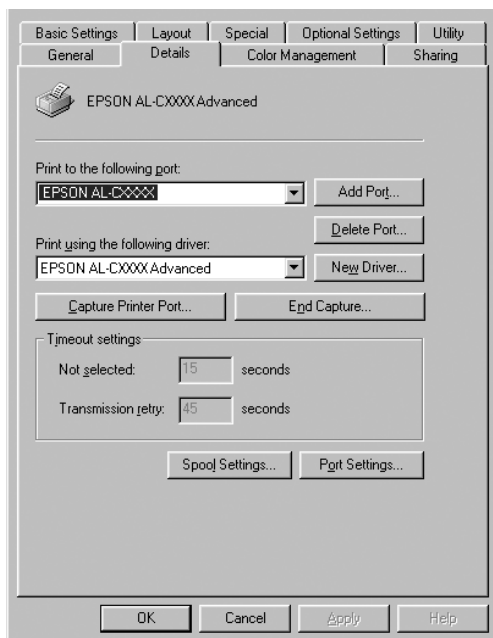 Basic Settings Layout Special Optional Settings Utility
General Details Color Management Sharing
EPSON AL-CXXXX Advanced
Print to the following port:
EPSON AL-CXXXX Add Port...
Delete Port...
Print using the following driver:
EPSON AL-CXXXX Advanced New Driver...
Capture Printer Port... End Capture...
Timeout settings
Not selected: 15 seconds
Transmission retry: 45 seconds
Spool Settings... Port Settings...
OK Cancel Apply Help